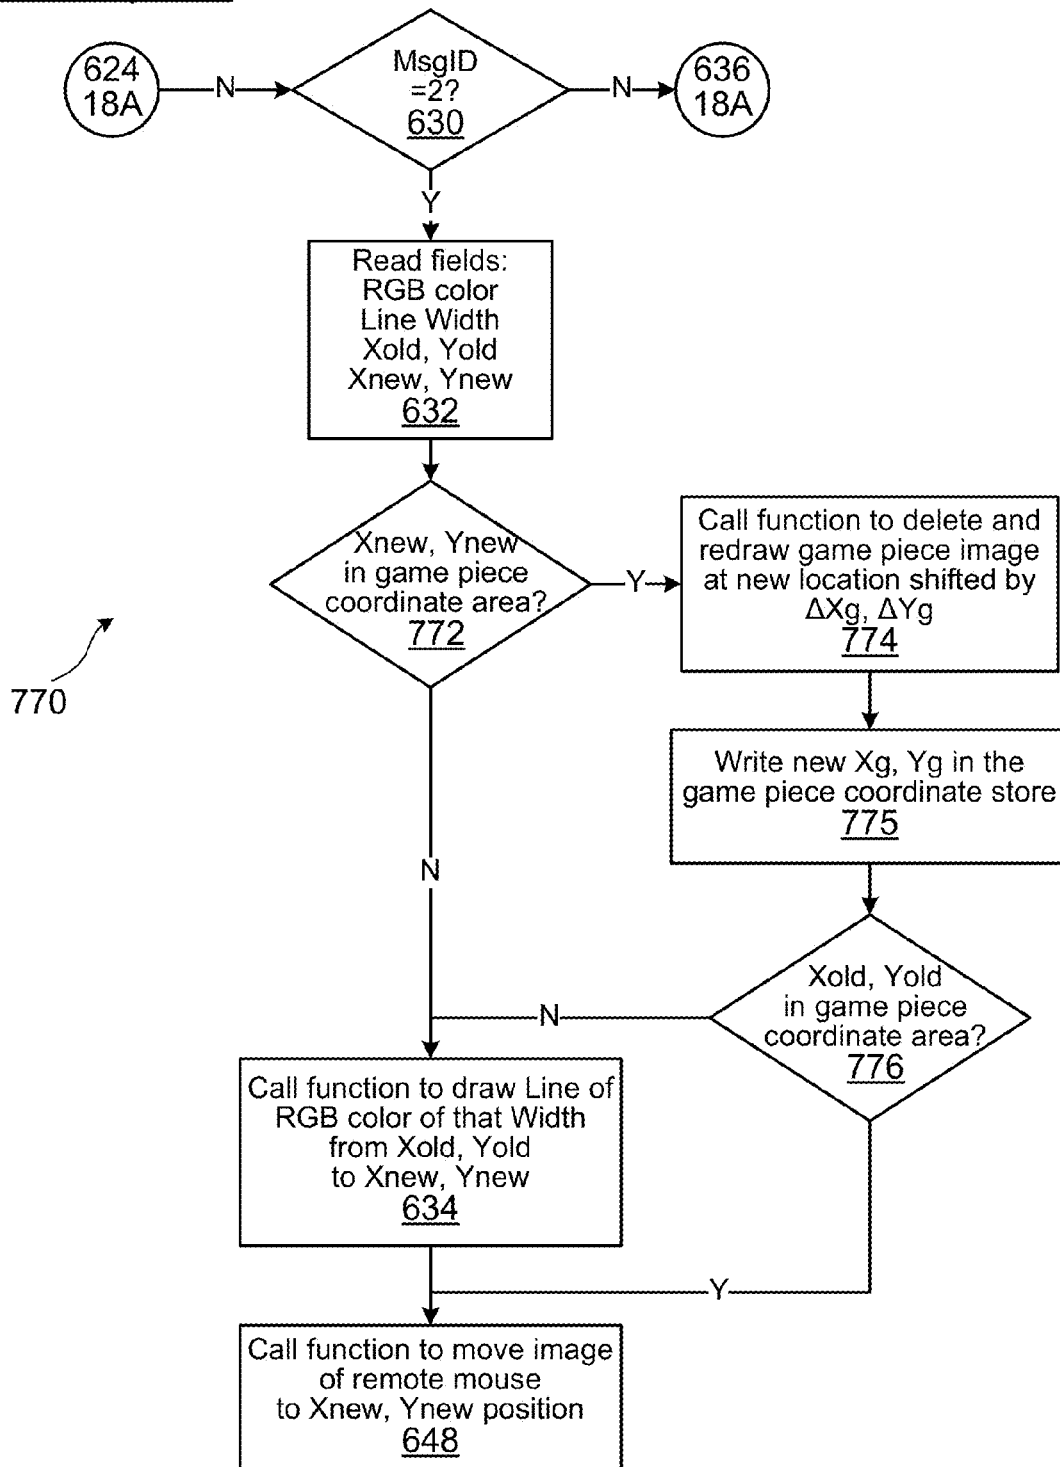 624
18A
N
MsgID
=2?
630
N
636
18A
Y
Read fields:
RGB color
Line Width
Xold, Yold
Xnew, Ynew
632
Xnew, Ynew
in game piece
coordinate area?
772
Y
Call function to delete and
redraw game piece image
at new location shifted by
ΔXg, ΔYg
774
770
Write new Xg, Yg in the
game piece coordinate store
775
N
Xold, Yold
in game piece
coordinate area?
776
N
Call function to draw Line of
RGB color of that Width
from Xold, Yold
to Xnew, Ynew
634
Y
Call function to move image
of remote mouse
to Xnew, Ynew position
648